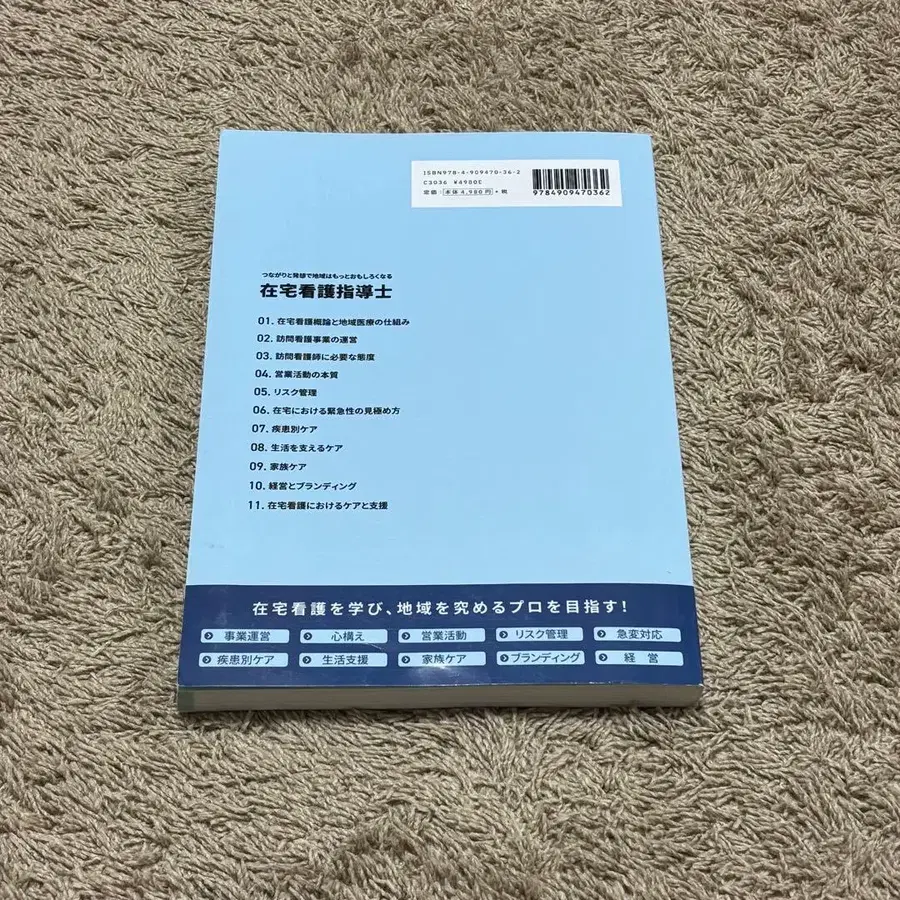 ISBN978-4-909470-36-2
C3036 ¥4980E
定価 本体 4,980円 + 税
9784909470362
つながりと発想で地域はもっとおもしろくなる
在宅看護指導士
01. 在宅看護概論と地域医療の仕組み
02. 訪問看護事業の運営
03. 訪問看護師に必要な態度
04. 営業活動の本質
05. リスク管理
06. 在宅における緊急性の見極め方
07. 疾患別ケア
08. 生活を支えるケア
09. 家族ケア
10. 経営とブランディング
11. 在宅看護におけるケアと支援
在宅看護を学び、地域を究めるプロを目指す!
事業運営 心構え 営業活動 リスク管理 急変対応
疾患別ケア 生活支援 家族ケア ブランディング 経 営